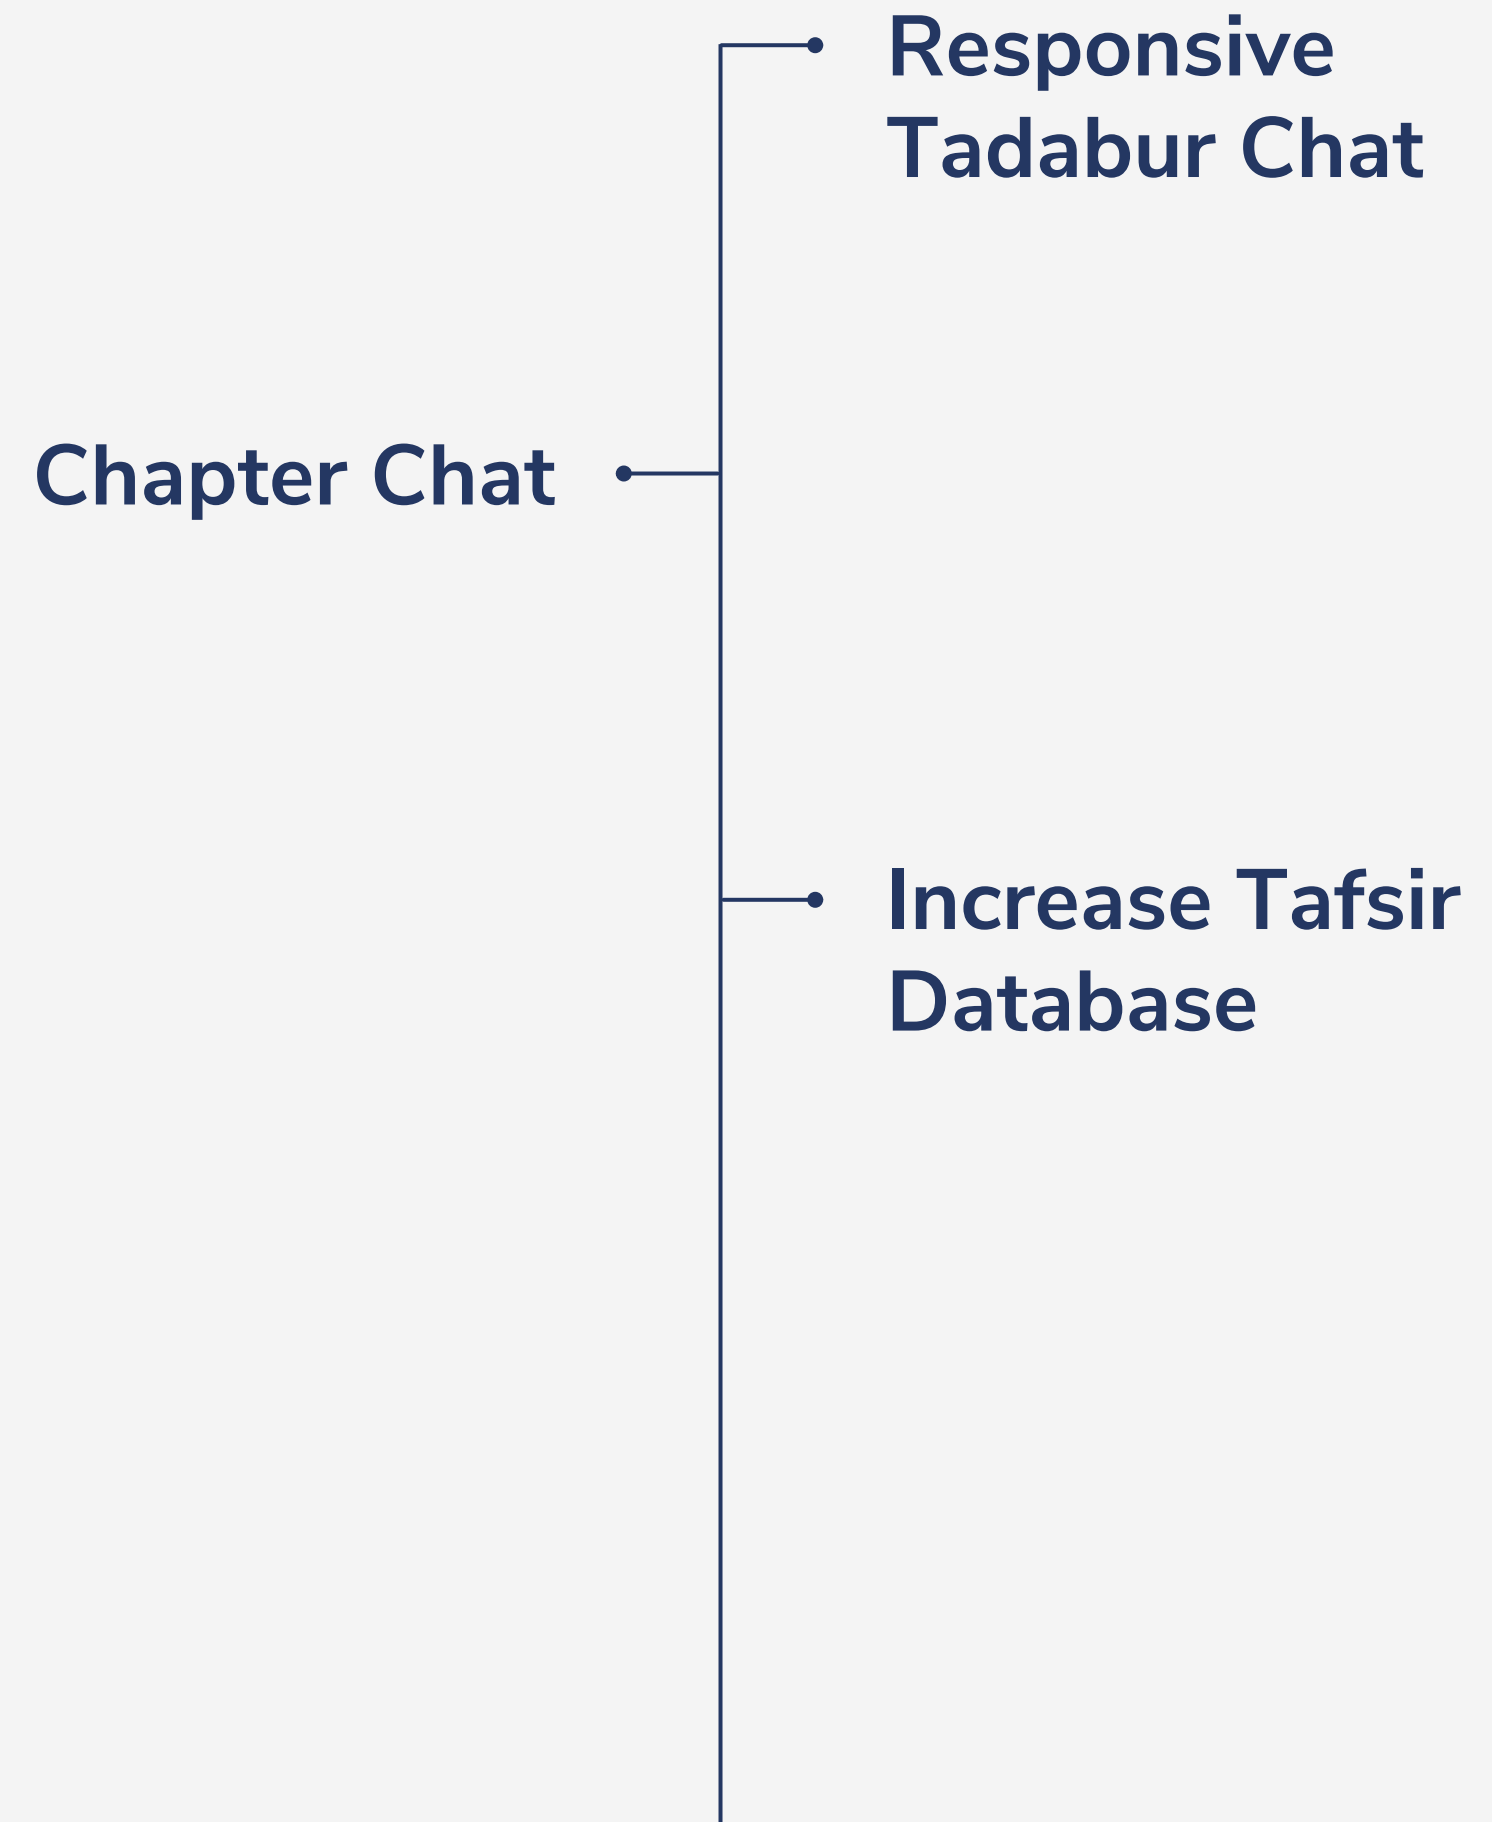 Responsive
Tadabur Chat
Chapter Chat
Increase Tafsir
Database